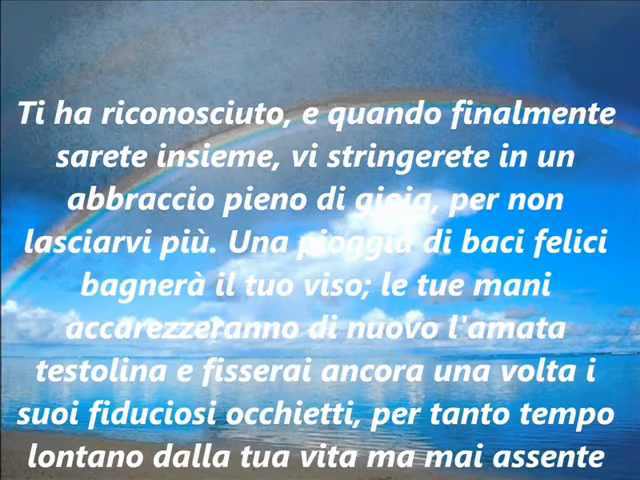 Ti ha riconosciuto, e quando finalmente
sarete insieme, vi stringerete in un
abbraccio pieno di gioia, per non
lasciarvi più. Una pioggia di baci felici
bagnerà il tuo viso; le tue mani
accarezzeranno di nuovo l'amata
testolina e fisserai ancora una volta i
suoi fiduciosi occhietti, per tanto tempo
lontano dalla tua vita ma mai assente